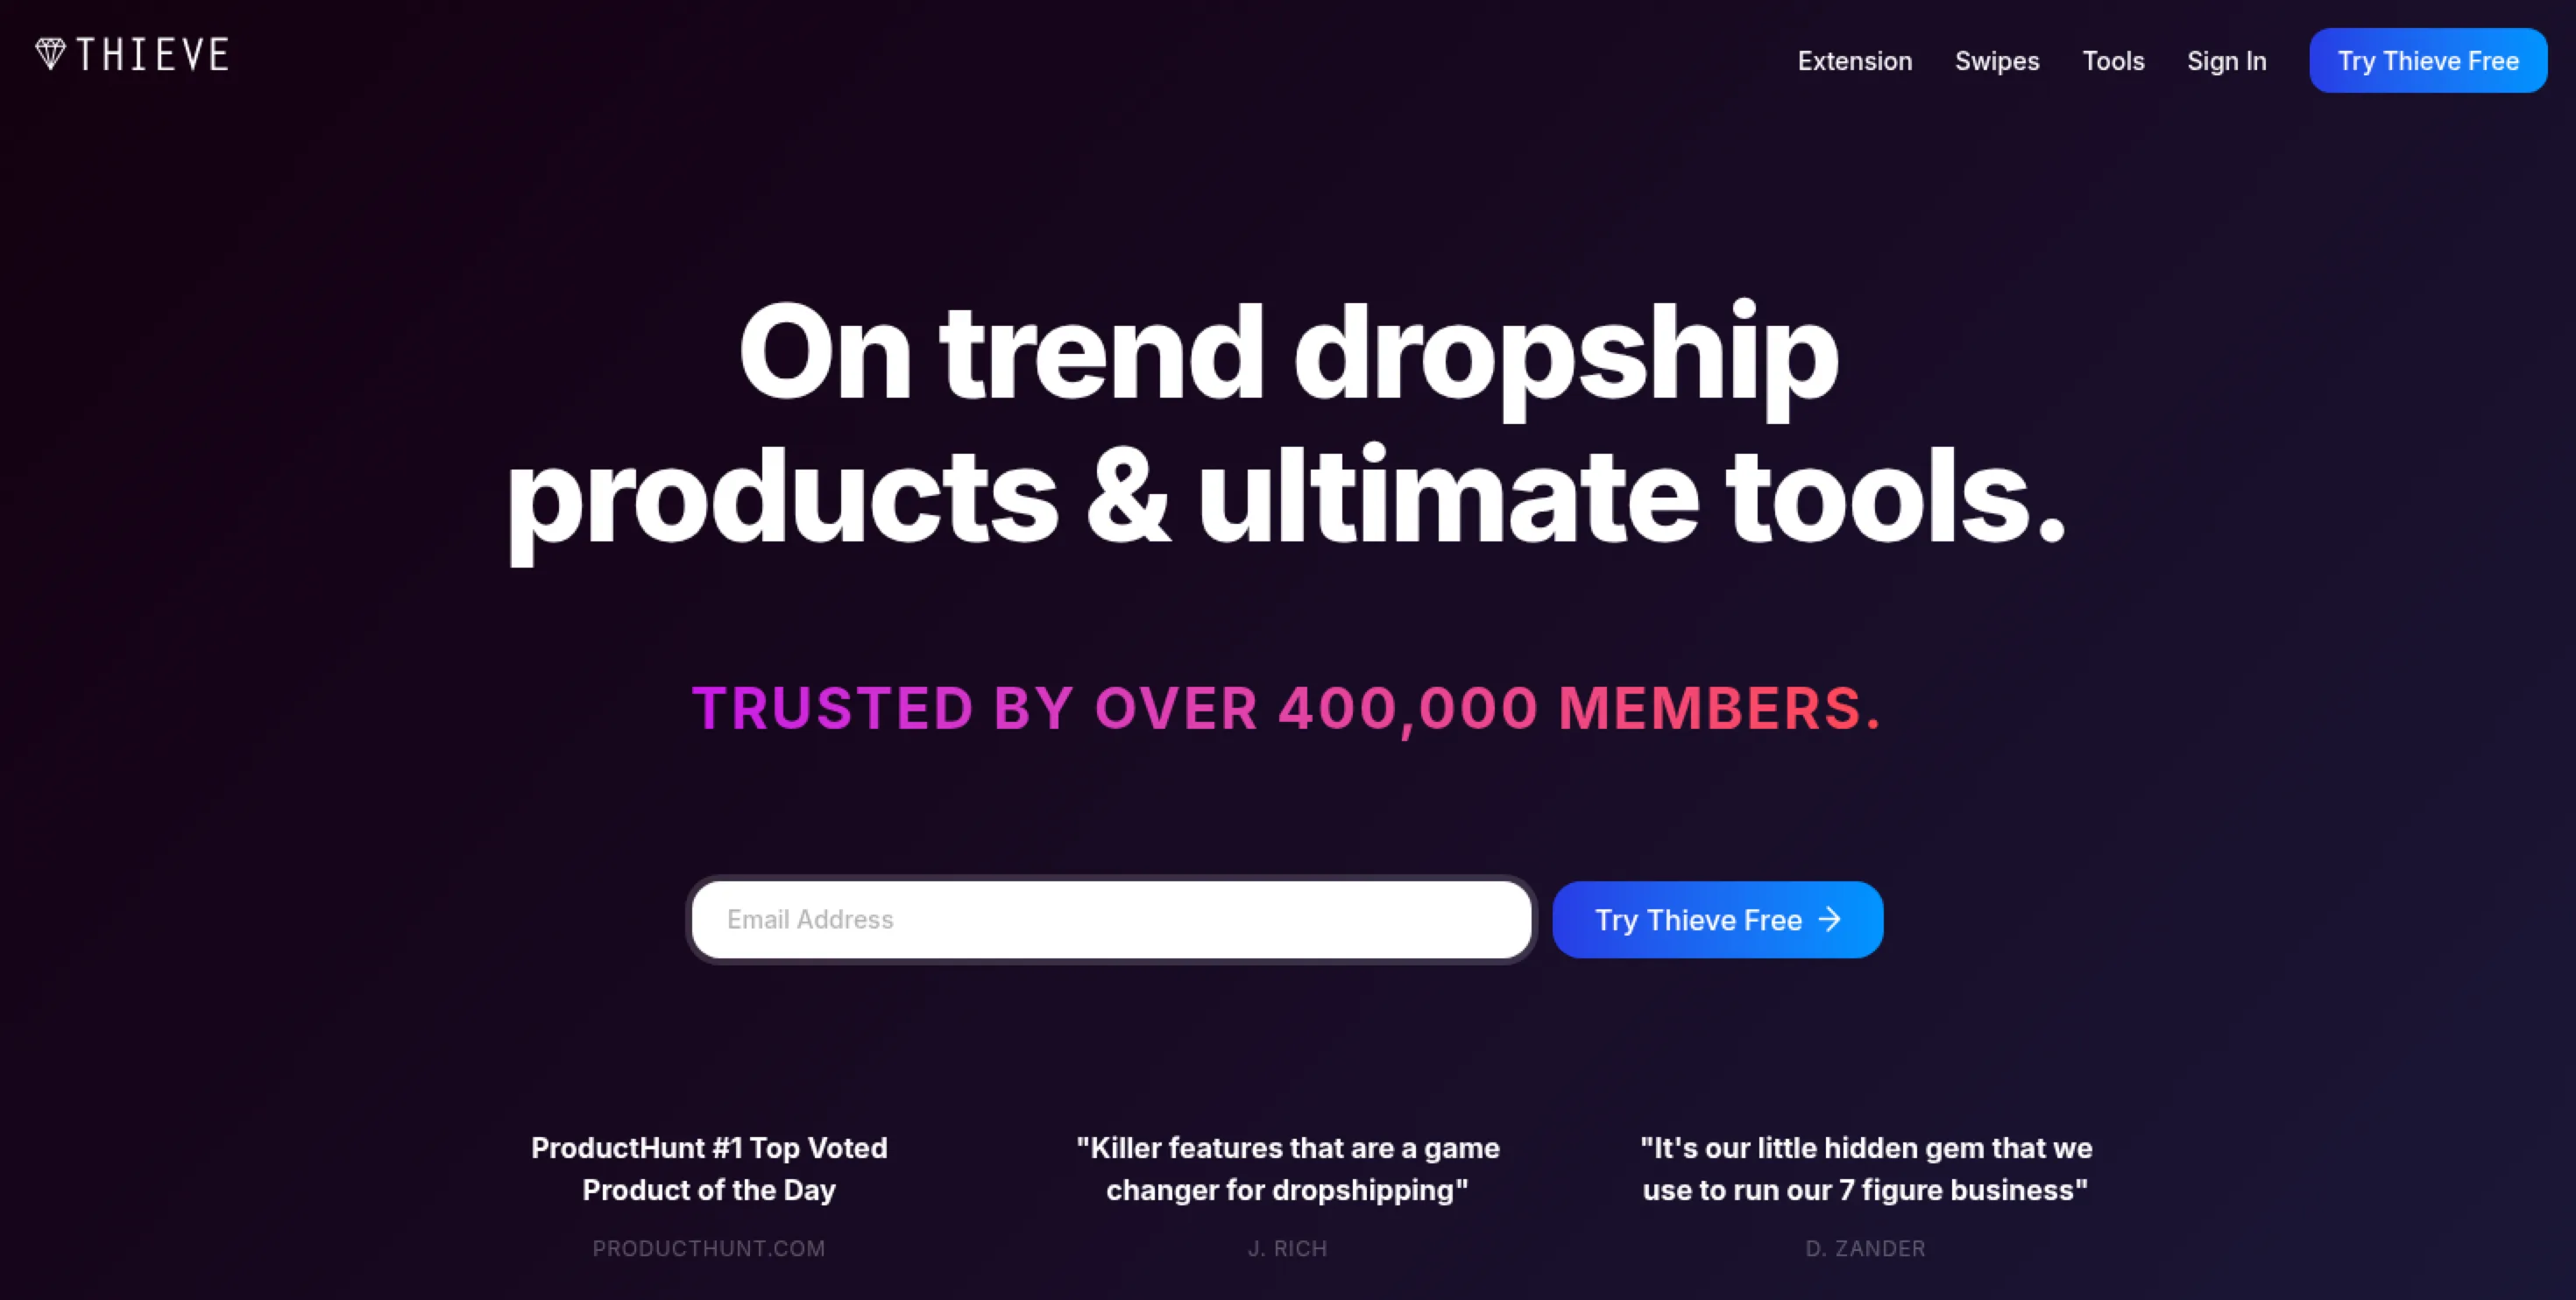 THIEVE
Extension Swipes Tools Sign In Try Thieve Free
On trend dropship
products & ultimate tools.
TRUSTED BY OVER 400,000 MEMBERS.
Email Address
Try Thieve Free →
ProductHunt #1 Top Voted
Product of the Day
PRODUCTHUNT.COM
"Killer features that are a game
changer for dropshipping"
J. RICH
"It's our little hidden gem that we
use to run our 7 figure business"
D. ZANDER